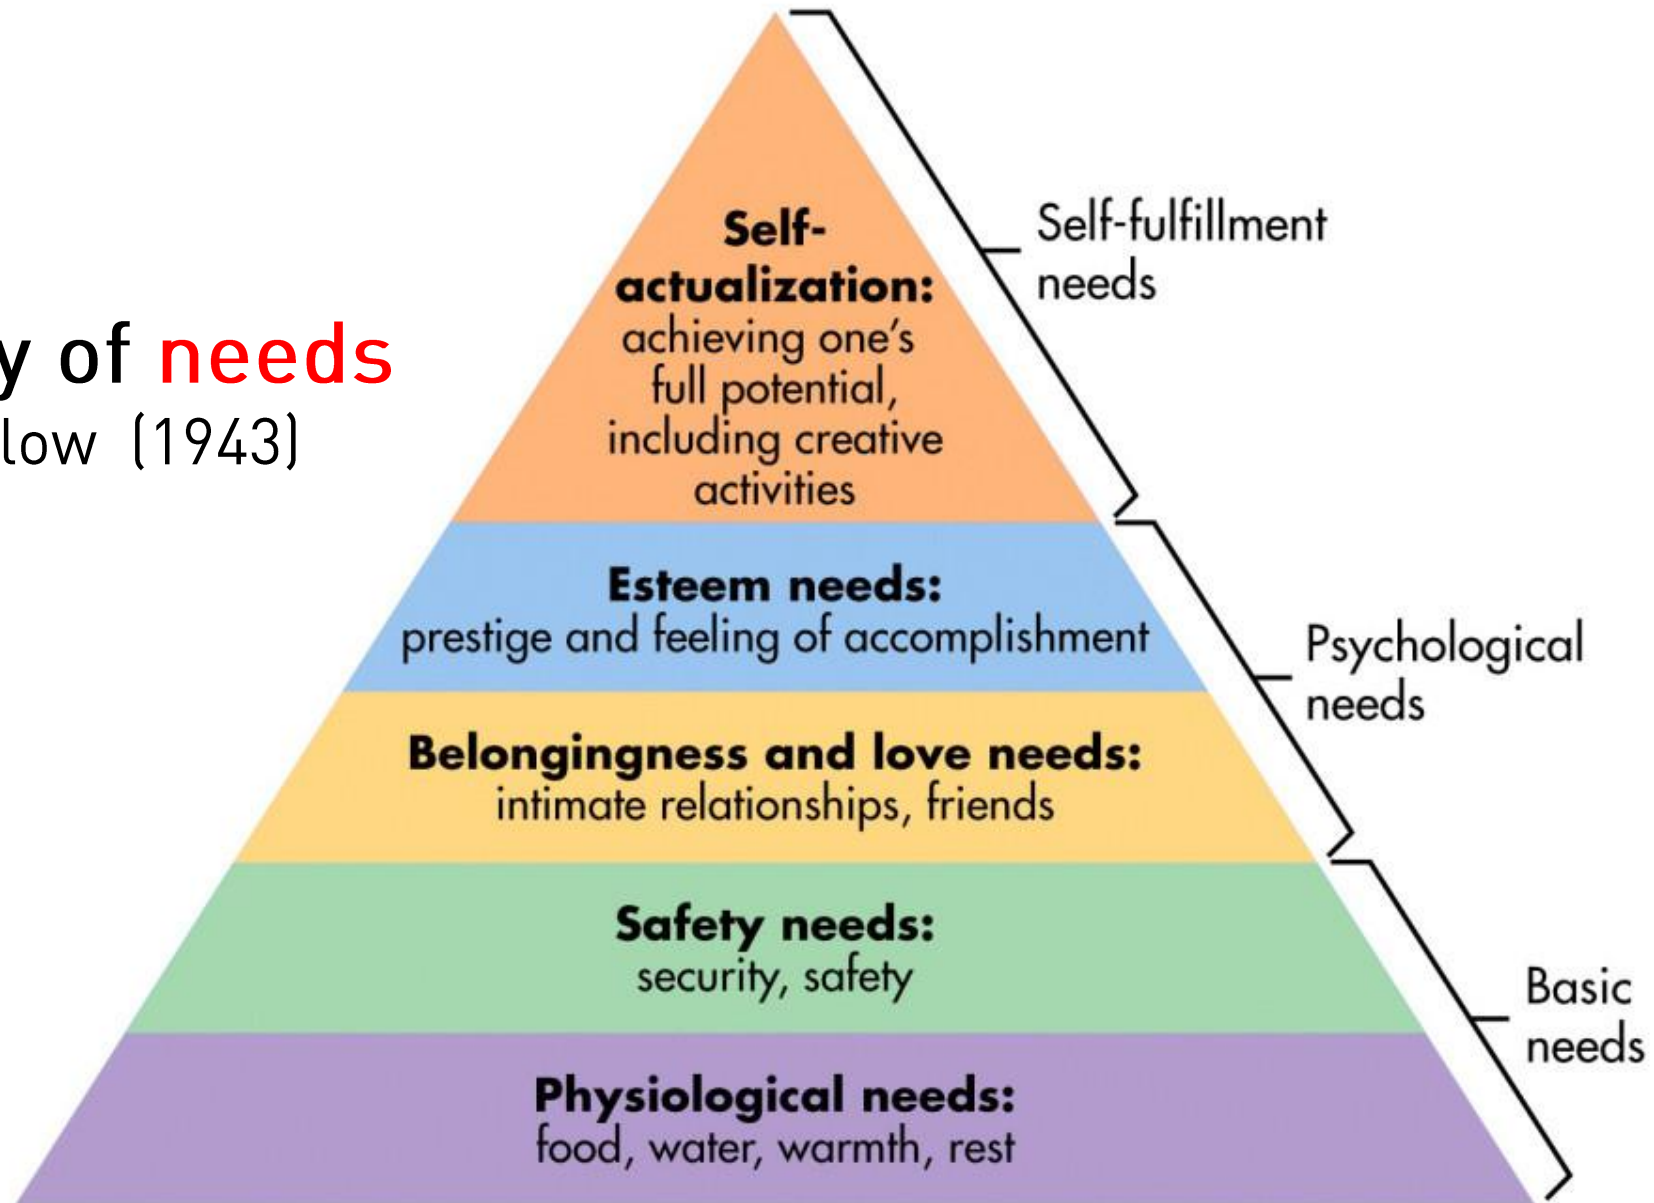 y of needs
low (1943)
Self-
actualization:
achieving one's
full potential,
including creative
activities
Self-fulfillment
needs
Esteem needs:
prestige and feeling of accomplishment
Psychological
needs
Belongingness and love needs:
intimate relationships, friends
Safety needs:
security, safety
Basic
needs
Physiological needs:
food, water, warmth, rest